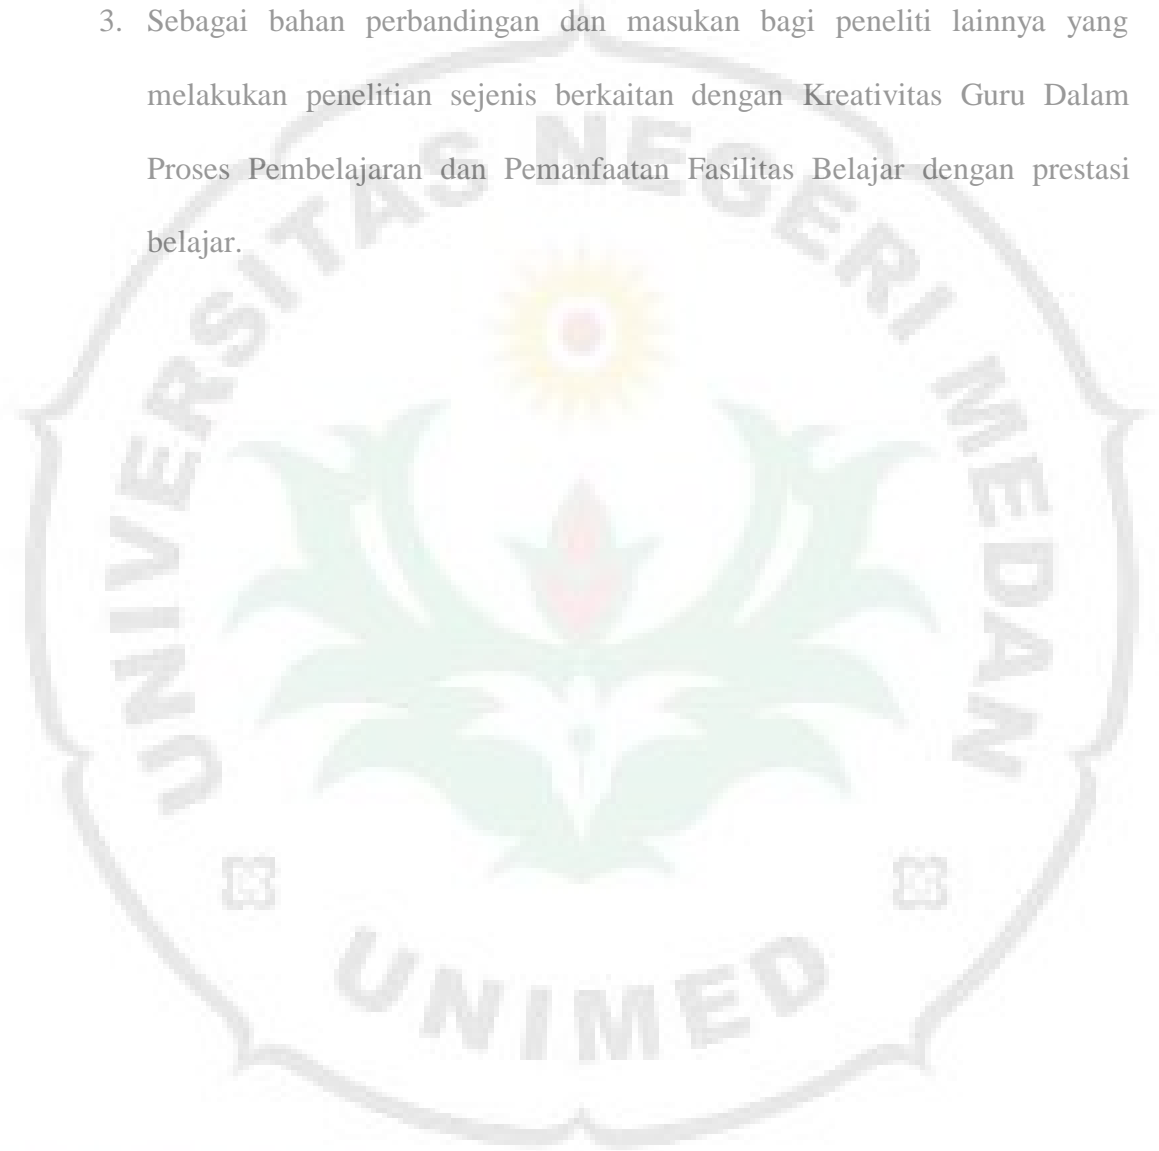 3. Sebagai bahan perbandingan dan masukan bagi peneliti lainnya yang
melakukan penelitian sejenis berkaitan dengan Kreativitas Guru Dalam
Proses Pembelajaran dan Pemanfaatan Fasilitas Belajar dengan prestasi
belajar.
UNIVERSITAS NEGERI MEDAN
UNIMED